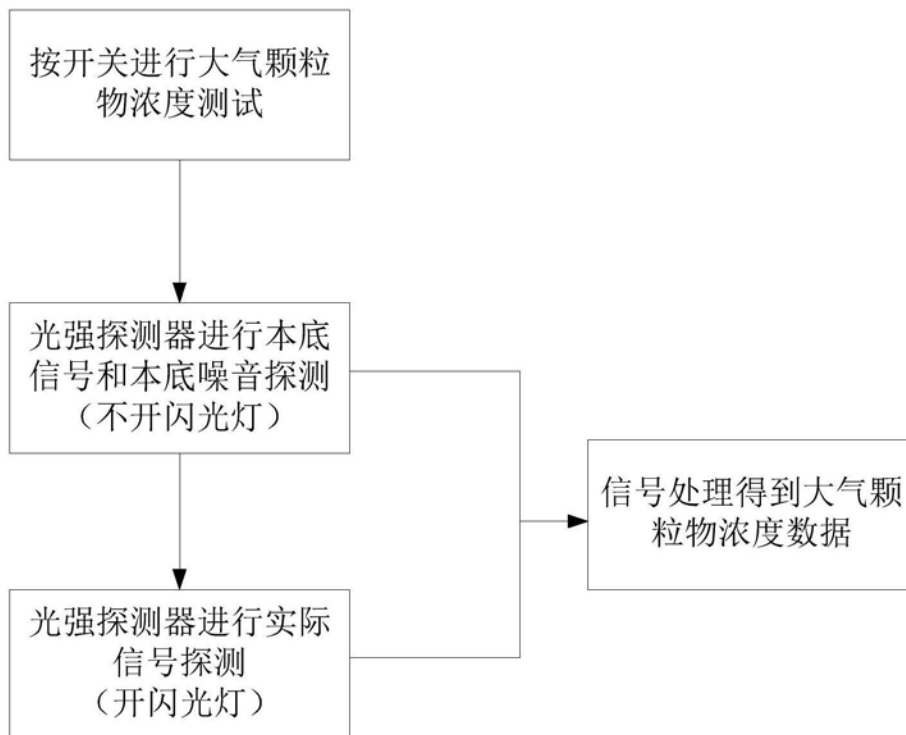 按开关进行大气颗粒
物浓度测试
光强探测器进行本底
信号和本底噪音探测
（不开闪光灯）
光强探测器进行实际
信号探测
（开闪光灯）
信号处理得到大气颗
粒物浓度数据